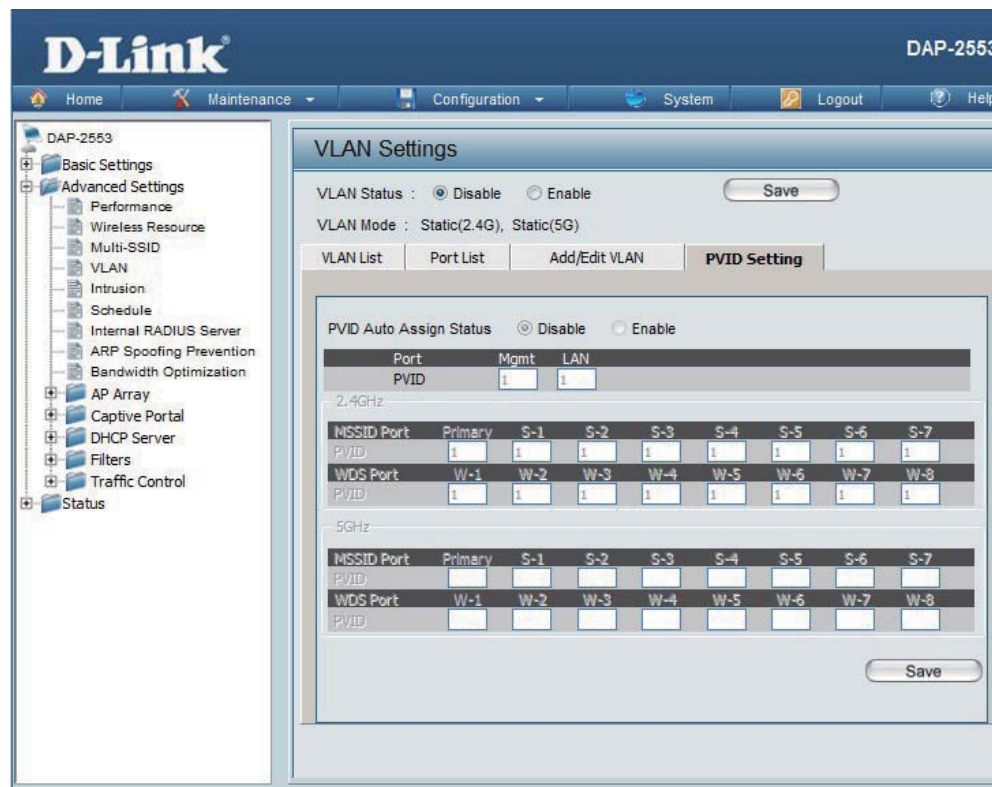 D-Link®
DAP-2553
Home Maintenance Configuration System Logout Help
DAP-2553
Basic Settings
Advanced Settings
Performance
Wireless Resource
Multi-SSID
VLAN
Intrusion
Schedule
Internal RADIUS Server
ARP Spoofing Prevention
Bandwidth Optimization
AP Array
Captive Portal
DHCP Server
Filters
Traffic Control
Status
VLAN Settings
VLAN Status : Disable Enable Save
VLAN Mode : Static(2.4G), Static(5G)
VLAN List Port List Add/Edit VLAN PVID Setting
PVID Auto Assign Status Disable Enable
Port Mgmt LAN
PVID 1 1
2.4GHz
MSSID Port Primary S-1 S-2 S-3 S-4 S-5 S-6 S-7
PVID 1 1 1 1 1 1 1 1
WDS Port W-1 W-2 W-3 W-4 W-5 W-6 W-7 W-8
PVID 1 1 1 1 1 1 1 1
5GHz
MSSID Port Primary S-1 S-2 S-3 S-4 S-5 S-6 S-7
PVID
WDS Port W-1 W-2 W-3 W-4 W-5 W-6 W-7 W-8
PVID
Save